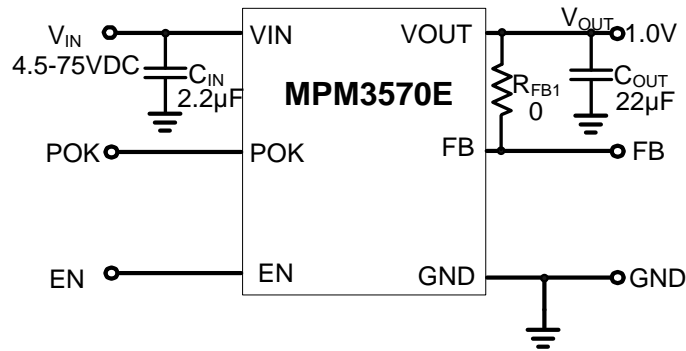 VIN
4.5-75VDC
CIN
2.2µF
POK
EN
VIN
VOUT
MPM3570E
POK
FB
EN
GND
RFB1
0
VOUT
1.0V
COUT
22µF
FB
GND